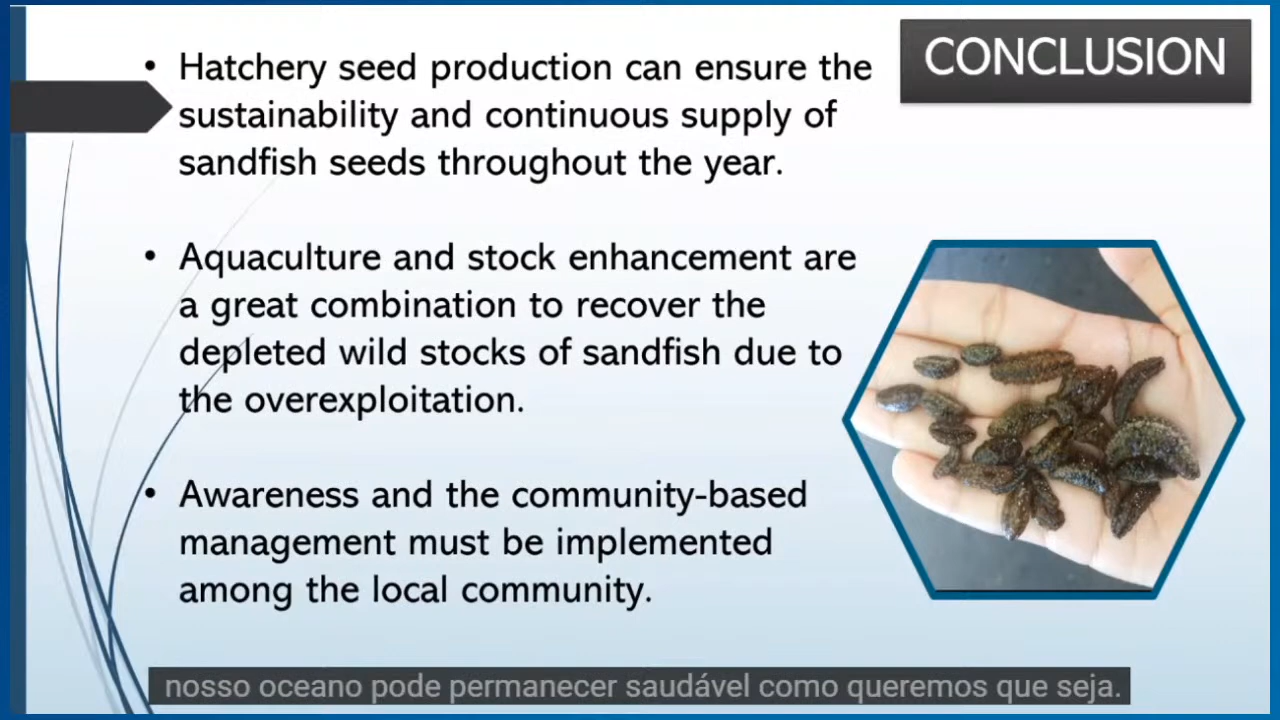 CONCLUSION
• Hatchery seed production can ensure the
sustainability and continuous supply of
sandfish seeds throughout the year.
• Aquaculture and stock enhancement are
a great combination to recover the
depleted wild stocks of sandfish due to
the overexploitation.
• Awareness and the community-based
management must be implemented
among the local community.
nosso oceano pode permanecer saudável como queremos que seja.